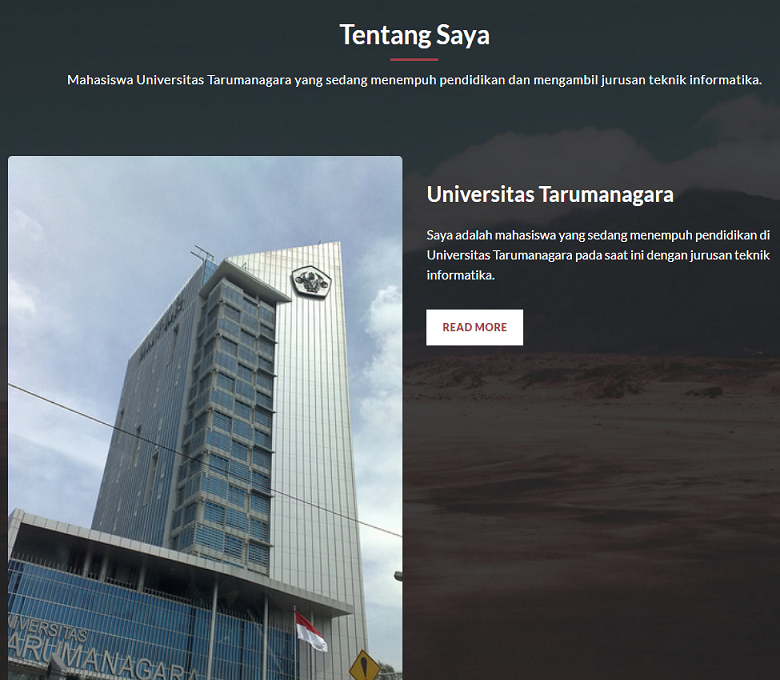 Tentang Saya
Mahasiswa Universitas Tarumanagara yang sedang menempuh pendidikan dan mengambil jurusan teknik informatika.
Universitas Tarumanagara
Saya adalah mahasiswa yang sedang menempuh pendidikan di
Universitas Tarumanagara pada saat ini dengan jurusan teknik
informatika.
READ MORE
UNIVERSITAS
TARUMANAGARA